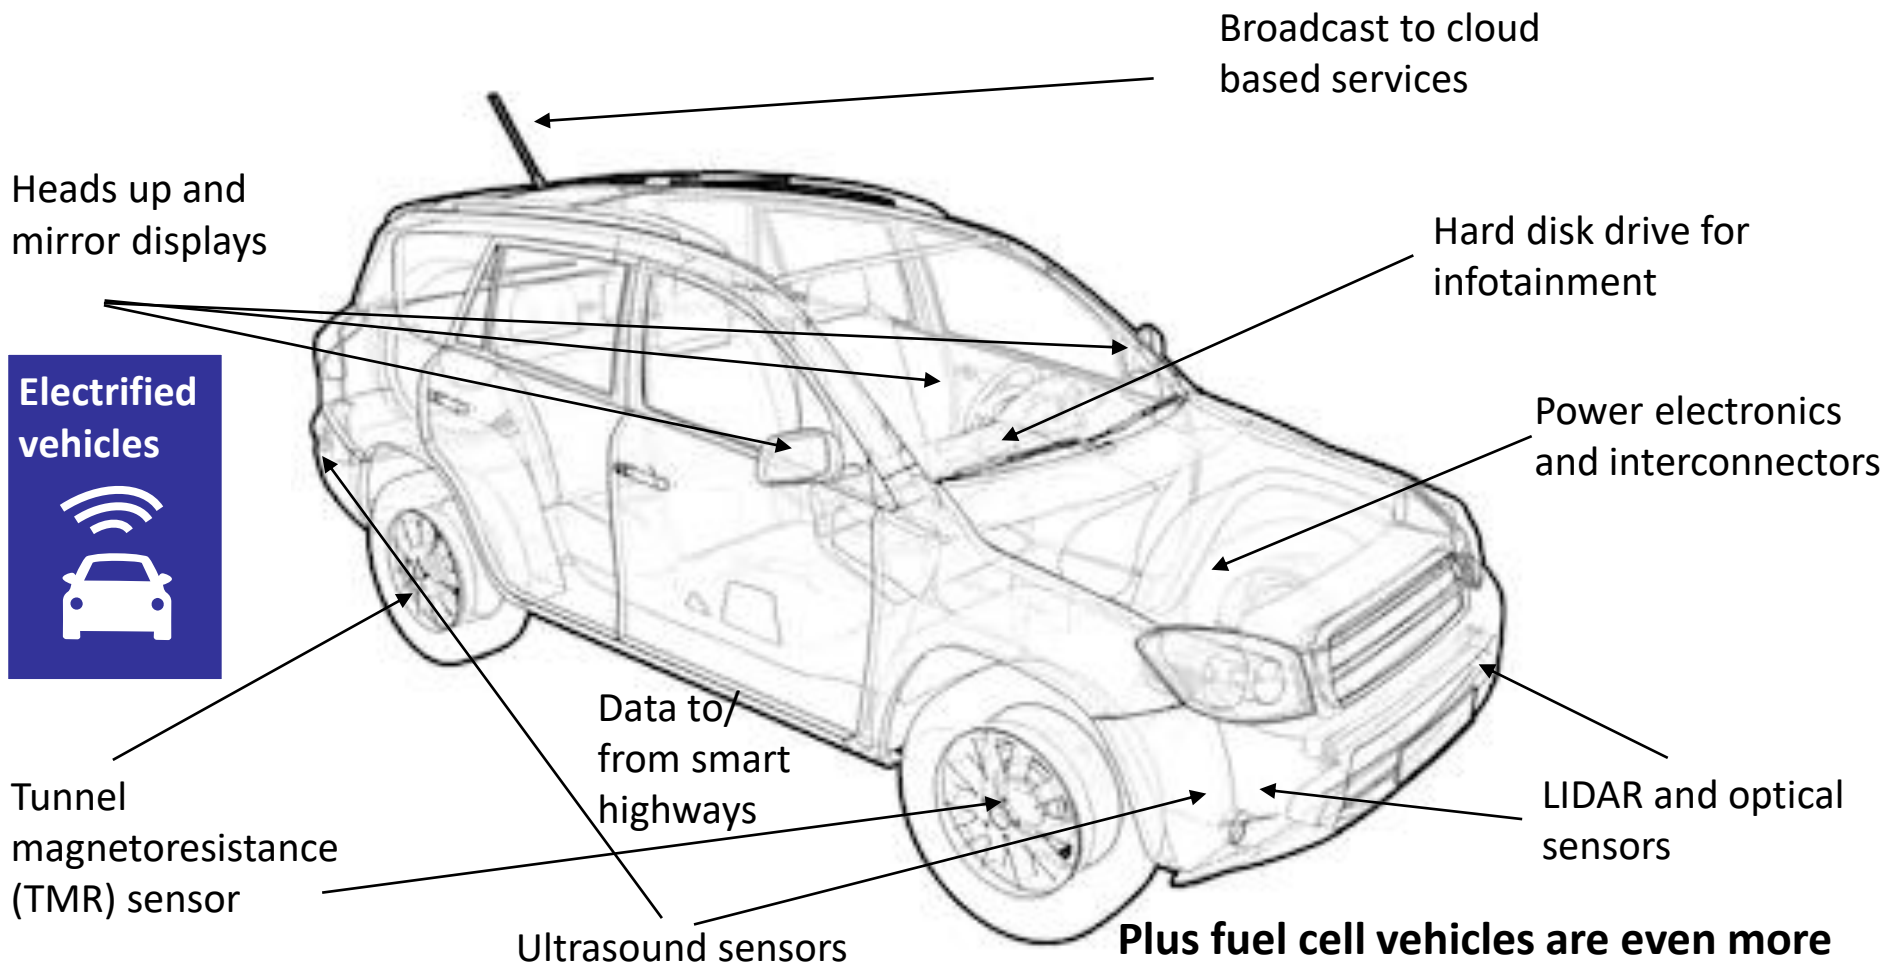 Broadcast to cloud
based services
Heads up and
mirror displays
Hard disk drive for
infotainment
Electrified
vehicles
Power electronics
and interconnectors
Data to/
from smart
highways
Tunnel
magnetoresistance
(TMR) sensor
LIDAR and optical
sensors
Ultrasound sensors
Plus fuel cell vehicles are even more